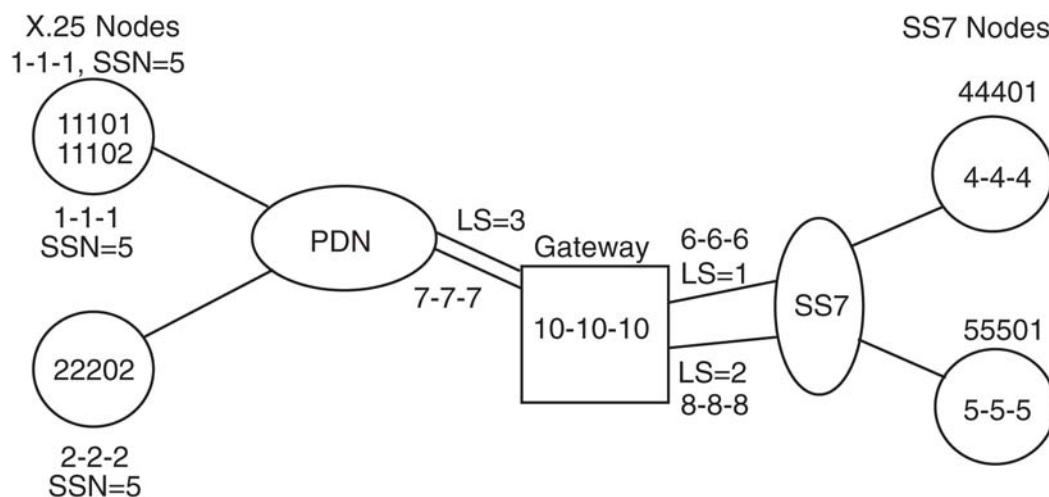 X.25 Nodes
1-1-1, SSN=5
11101
11102
1-1-1
SSN=5
22202
2-2-2
SSN=5
PDN
LS=3
7-7-7
Gateway
10-10-10
6-6-6
LS=1
LS=2
8-8-8
SS7
SS7 Nodes
44401
4-4-4
55501
5-5-5